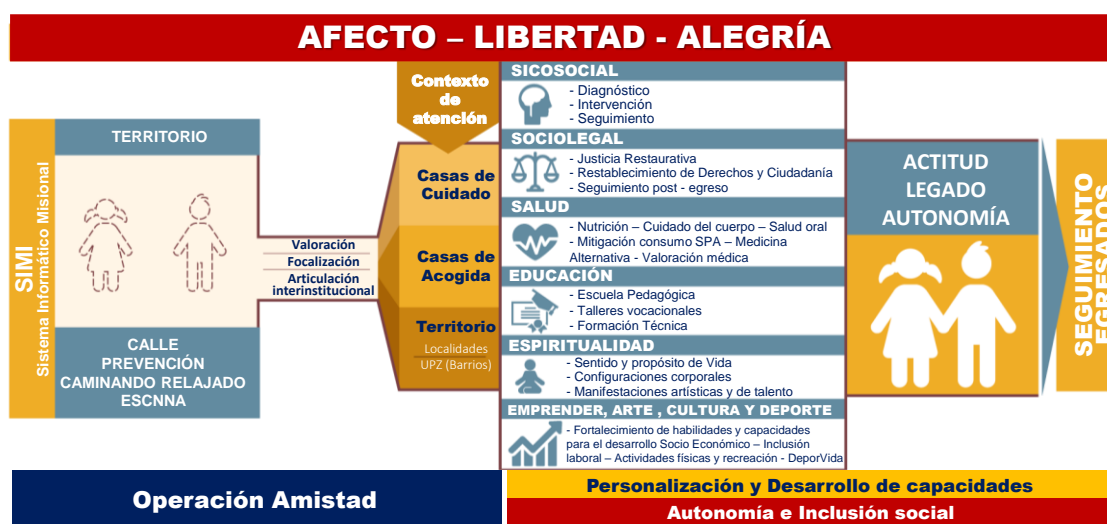 AFECTO – LIBERTAD - ALEGRÍA
SIMI
Sistema Informático Misional
TERRITORIO
CALLE
PREVENCIÓN
CAMINANDO RELAJADO
ESCNNA
Valoración
Focalización
Articulación
interinstitucional
Contexto
de
atención
Casas de
Cuidado
Casas de
Acogida
Territorio
Localidades
UPZ (Barrios)
SICOSOCIAL
- Diagnóstico
- Intervención
- Seguimiento
SOCIOLEGAL
- Justicia Restaurativa
- Restablecimiento de Derechos y Ciudadanía
- Seguimiento post - egreso
SALUD
- Nutrición – Cuidado del cuerpo – Salud oral
- Mitigación consumo SPA – Medicina
Alternativa - Valoración médica
EDUCACIÓN
- Escuela Pedagógica
- Talleres vocacionales
- Formación Técnica
ESPIRITUALIDAD
- Sentido y propósito de Vida
- Configuraciones corporales
- Manifestaciones artísticas y de talento
EMPRENDER, ARTE , CULTURA Y DEPORTE
- Fortalecimiento de habilidades y capacidades
para el desarrollo Socio Económico – Inclusión
laboral – Actividades físicas y recreación - DeporVida
ACTITUD
LEGADO
AUTONOMÍA
SEGUIMIENTO
EGRESADOS
Operación Amistad
Personalización y Desarrollo de capacidades
Autonomía e Inclusión social